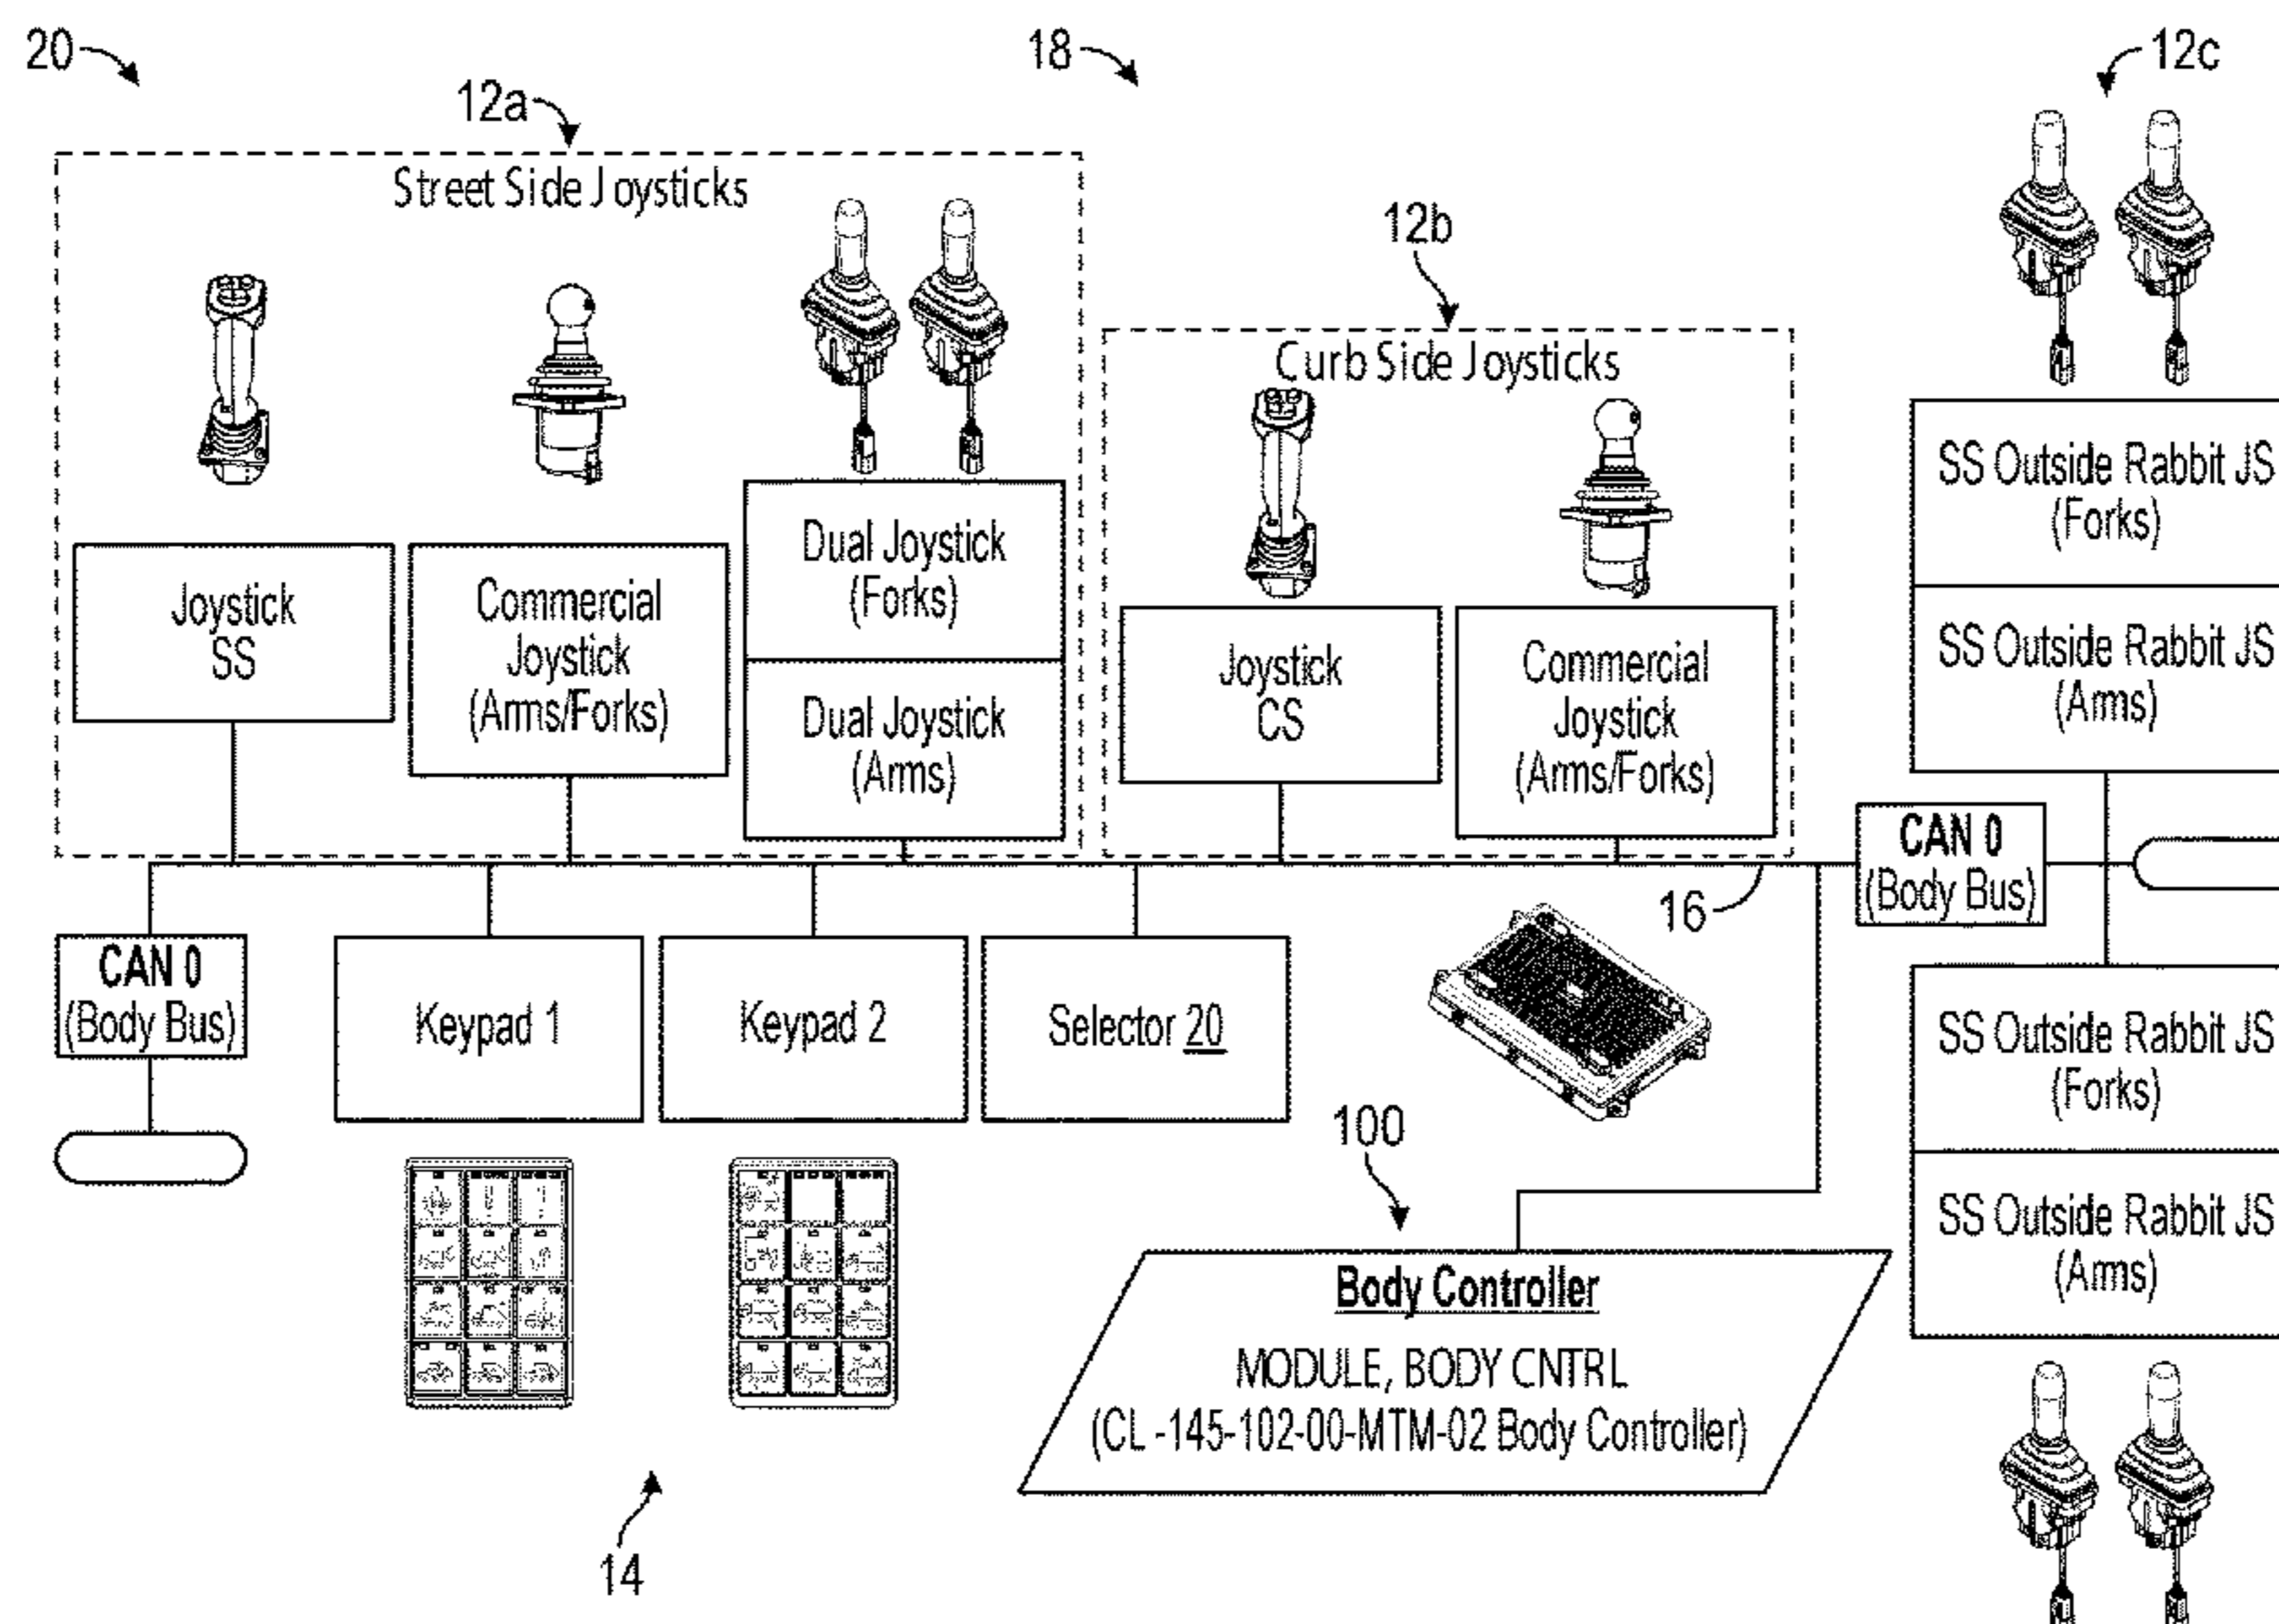 20
18
12c
12a
Street Side Joysticks
12b
Curb Side Joysticks
Joystick
SS
Commercial
Joystick
(Arms/Forks)
Dual Joystick
(Forks)
Dual Joystick
(Arms)
Joystick
CS
Commercial
Joystick
(Arms/Forks)
SS Outside Rabbit JS
(Forks)
SS Outside Rabbit JS
(Arms)
CAN 0
(Body Bus)
16
CAN 0
(Body Bus)
Keypad 1
Keypad 2
Selector 20
SS Outside Rabbit JS
(Forks)
SS Outside Rabbit JS
(Arms)
100
Body Controller
MODULE, BODY CNTRL
(CL -145-102-00-MTM-02 Body Controller)
14